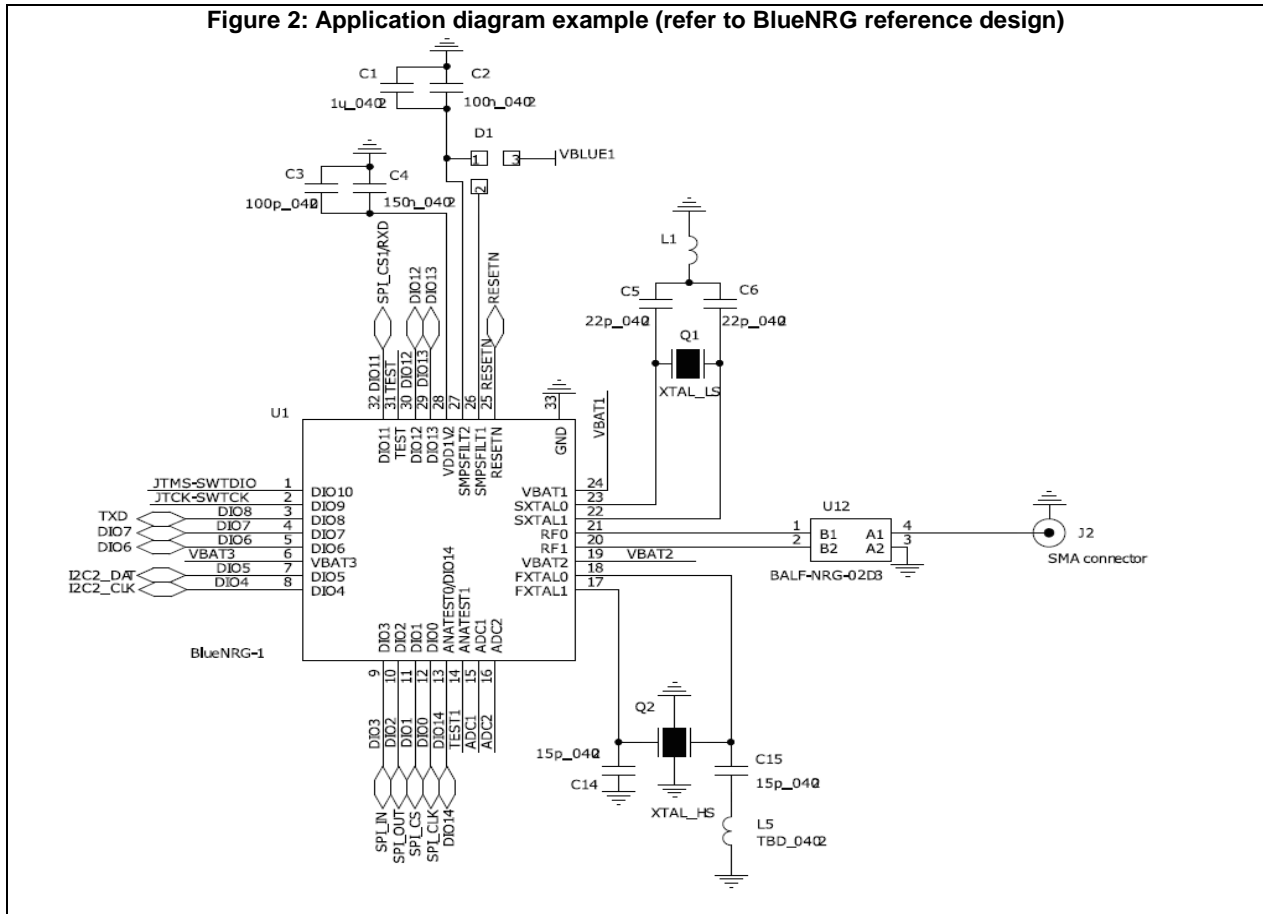 Figure 2: Application diagram example (refer to BlueNRG reference design)
C1
C2
1u_0402
100n_0402
D1
1
3
VBLUE1
2
C3
C4
100p_0402
150n_0402
L1
C5
C6
22p_0402
22p_0402
Q1
XTAL_LS
SPI_CS1/RXD
DIO12
DIO13
RESETN
32 DIO11
31 TEST
30 DIO12
29 DIO13
28
27
26
25 RESETN
33
VBAT1
U1
DIO11
TEST
DIO12
DIO13
VDD1V2
SMPSFILT2
SMPSFILT1
RESETN
GND
JTMS-SWTDIO 1 DIO10
JTCK-SWTCK 2 DIO9
TXD DIO8 3 DIO8
DIO7 DIO7 4 DIO7
DIO6 DIO6 5 DIO6
VBAT3 6 VBAT3
I2C2_DAT DIO5 7 DIO5
I2C2_CLK DIO4 8 DIO4
VBAT1 24
SXTAL0 23
SXTAL1 22
RF0 21
RF1 20
VBAT2 19 VBAT2
FXTAL0 18
FXTAL1 17
U12
1 B1 A1 4
2 B2 A2 3
BALF-NRG-02D3
J2
SMA connector
DIO3
DIO2
DIO1
DIO0
ANATEST0/DIO14
ANATEST1
ADC1
ADC2
BlueNRG-1
9
10
11
12
13
14
15
16
DIO3
DIO2
DIO1
DIO0
DIO14
TEST1
ADC1
ADC2
SPI_IN
SPI_OUT
SPI_CS
SPI_CLK
DIO14
Q2
15p_0402
C14
XTAL_HS
C15
15p_0402
L5
TBD_0402